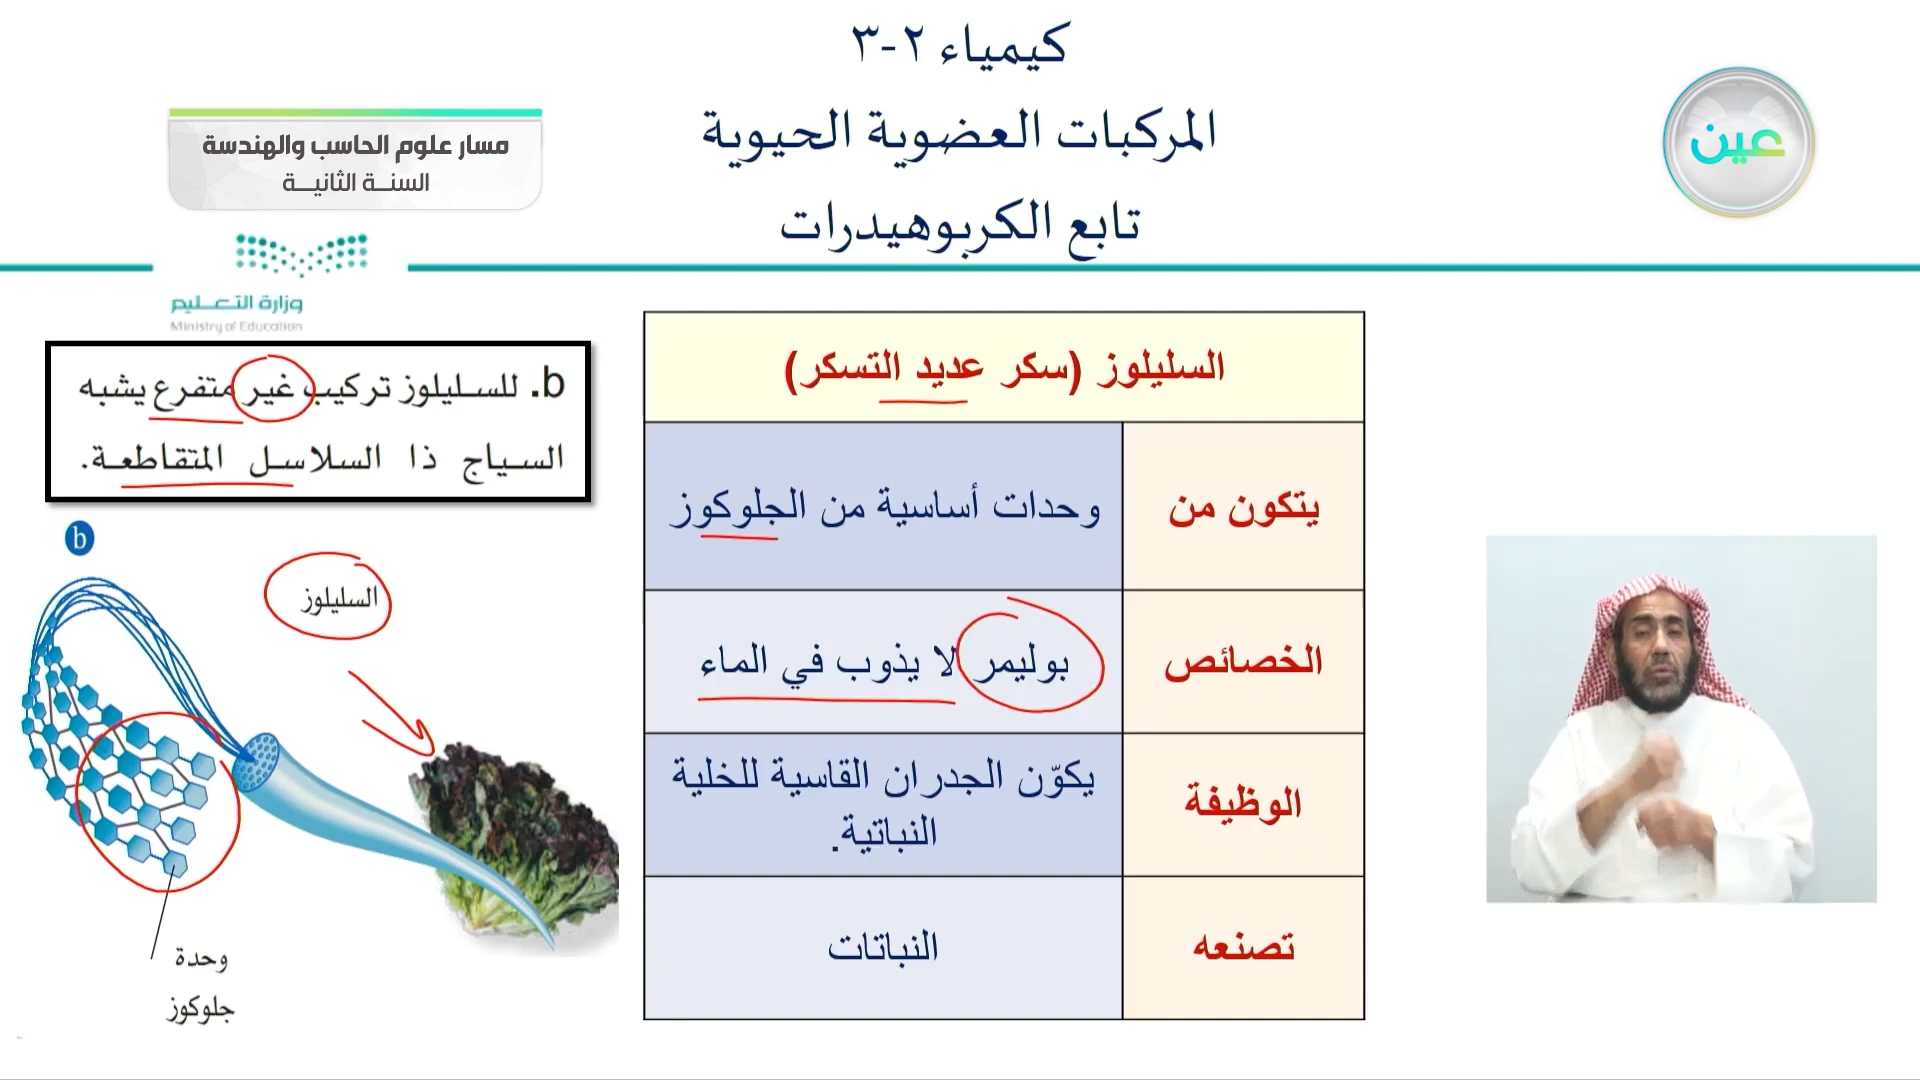 كيمياء ٢-٣
المركبات العضوية الحيوية
تابع الكربوهيدرات
عين
مسار علوم الحاسب والهندسة
السنة الثانية
وزارة التعليم
Ministry of Education
السليلوز (سكر عديد التسكر)
يتكون من
وحدات أساسية من الجلوكوز
الخصائص
بوليمر لا يذوب في الماء
الوظيفة
يكوّن الجدران القاسية للخلية
النباتية.
تصنعه
النباتات
b. للسليلوز تركيب غير متفرع يشبه
السياج ذا السلاسل المتقاطعة.
b
السليلوز
وحدة
جلوكوز